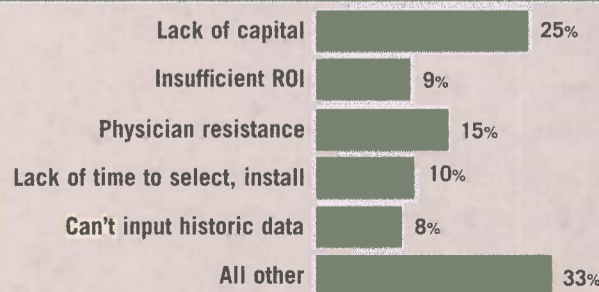 Lack of capital 25%
Insufficient ROI 9%
Physician resistance 15%
Lack of time to select, install 10%
Can't input historic data 8%
All other 33%